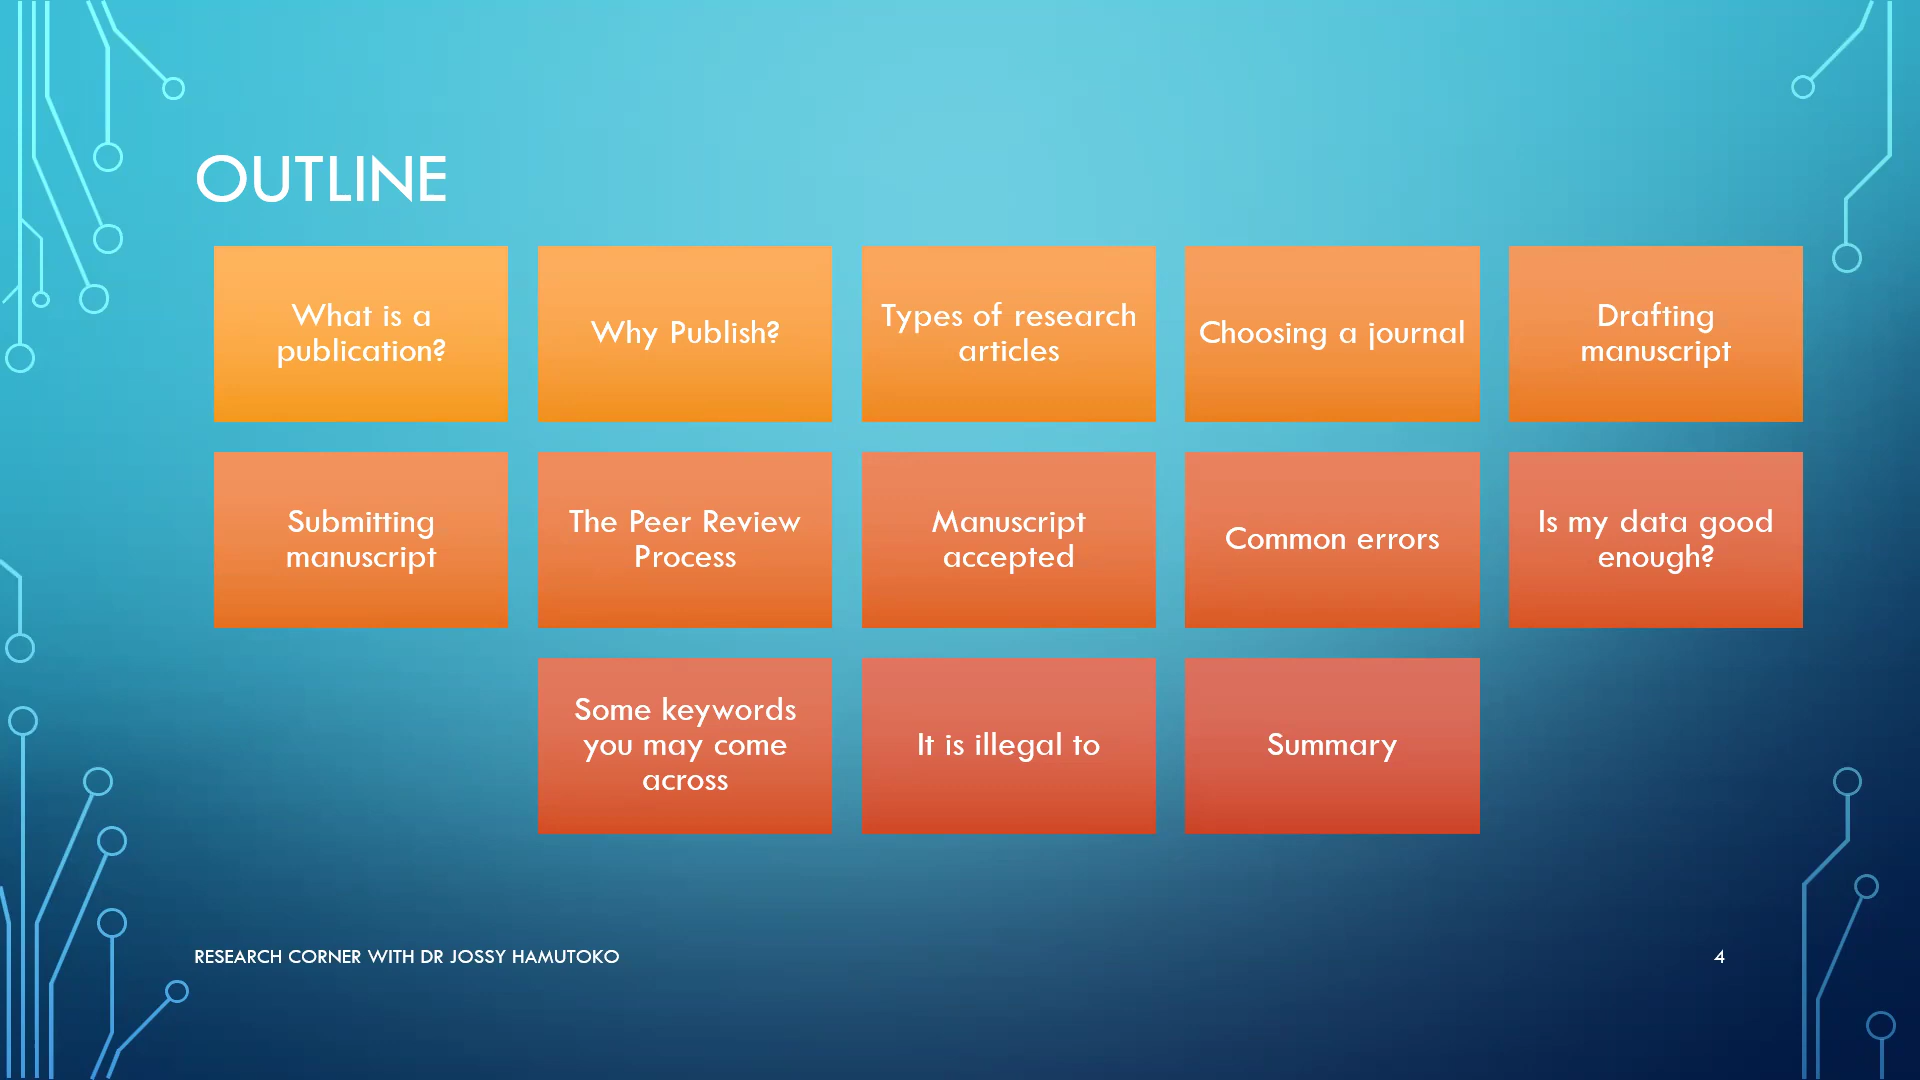 OUTLINE
What is a
publication?
Why Publish?
Types of research
articles
Choosing a journal
Drafting
manuscript
Submitting
manuscript
The Peer Review
Process
Manuscript
accepted
Common errors
Is my data good
enough?
Some keywords
you may come
across
It is illegal to
Summary
RESEARCH CORNER WITH DR JOSSY HAMUTOKO
4